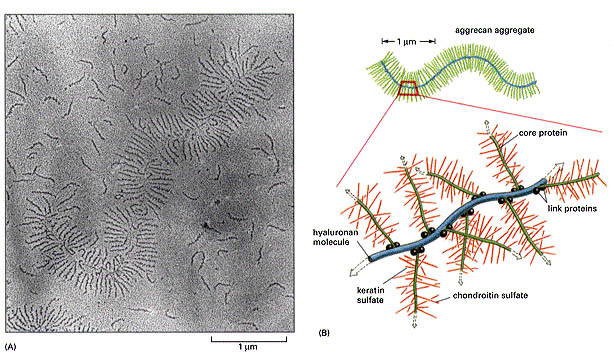 (A)
1 µm
aggrecan aggregate
1 µm
core protein
link proteins
hyaluronan
molecule
keratin
sulfate
chondroitin sulfate
(B)